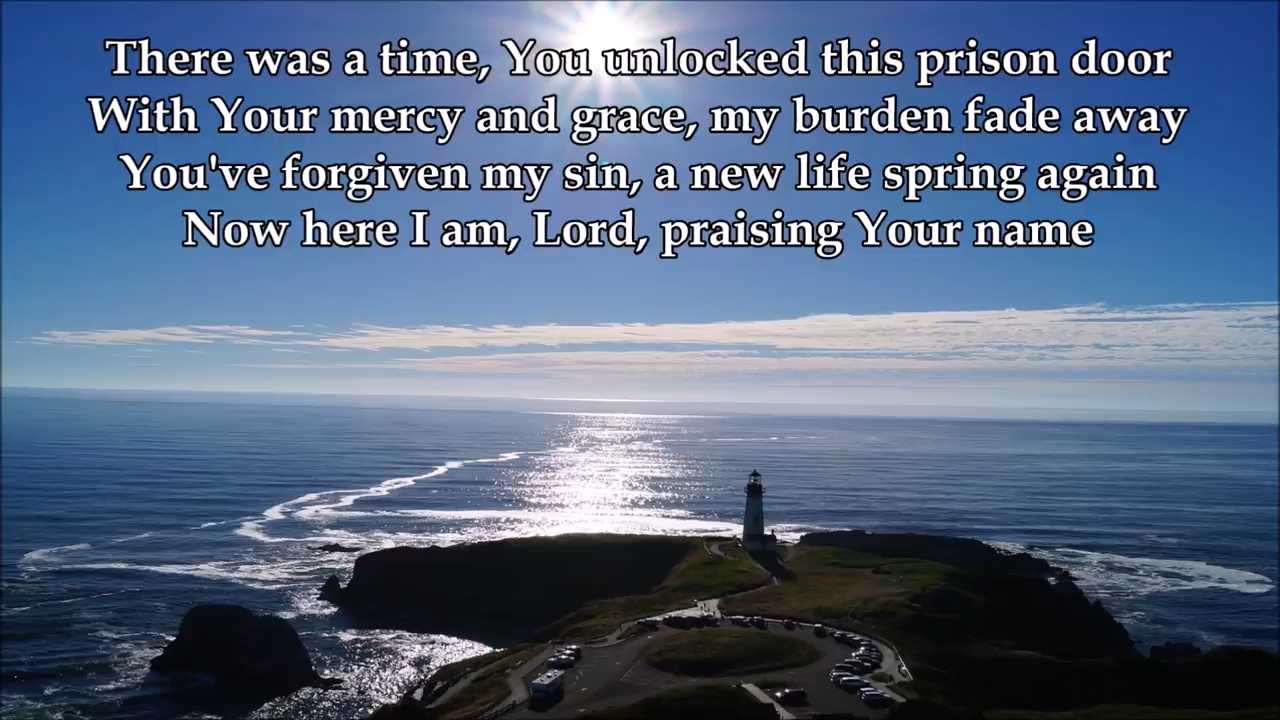 There was a time, You unlocked this prison door
With Your mercy and grace, my burden fade away
You've forgiven my sin, a new life spring again
Now here I am, Lord, praising Your name